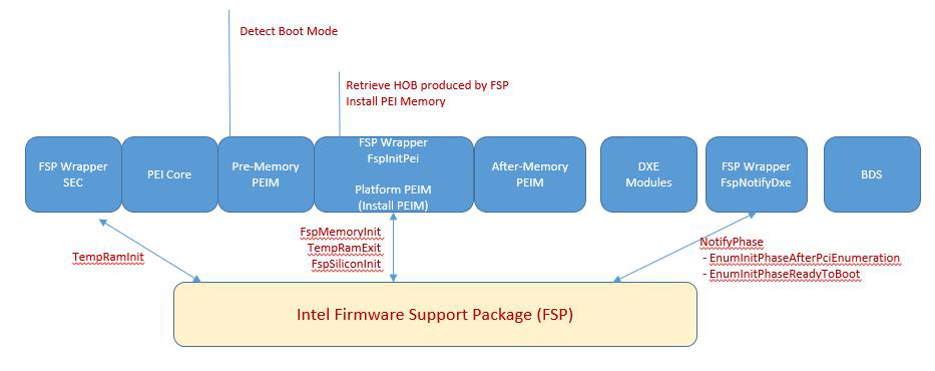 Detect Boot Mode
Retrieve HOB produced by FSP
Install PEI Memory
FSP Wrapper
SEC
PEI Core
Pre-Memory
PEIM
FSP Wrapper
FspInitPei
Platform PEIM
(Install PEIM)
After-Memory
PEIM
DXE
Modules
FSP Wrapper
FspNotifyDxe
BDS
TempRamInit
FspMemoryInit
TempRamExit
FspSiliconInit
NotifyPhase
- EnumInitPhaseAfterPciEnumeration
- EnumInitPhaseReadyToBoot
Intel Firmware Support Package (FSP)